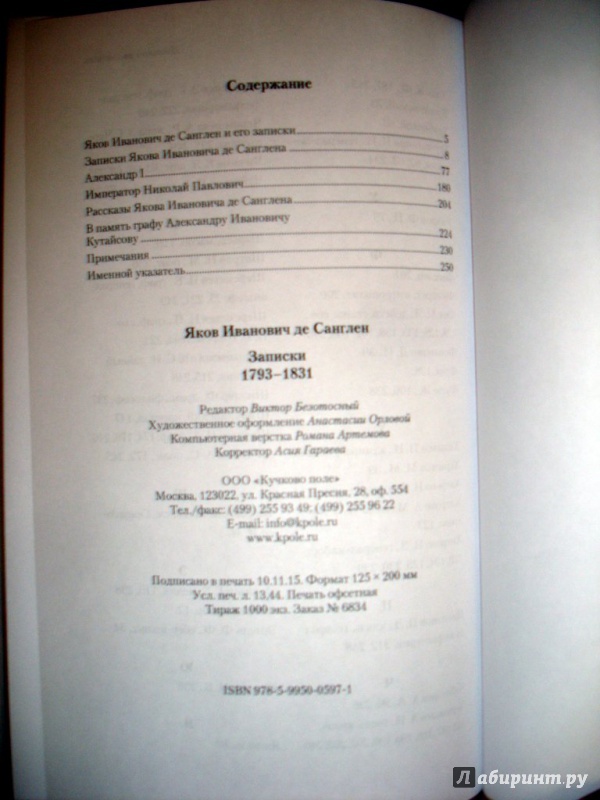 Содержание
Яков Иванович де Санглен и его записки 5
Записки Якова Ивановича де Санглена 8
Александр I 77
Император Николай Павлович 180
Рассказы Якова Ивановича де Санглена 204
В память графу Александру Ивановичу
Кутайсову 224
Примечания 230
Именной указатель 250
Яков Иванович де Санглен
Записки
1793–1831
Редактор Виктор Безотосный
Художественное оформление Анастасии Орловой
Компьютерная верстка Романа Артемова
Корректор Асия Гараева
ООО «Кучково поле»
Москва, 123022, ул. Красная Пресня, 28, оф. 554
Тел./факс: (499) 255 93 49; (499) 255 96 22
E-mail: info@kpole.ru
www.kpole.ru
Подписано в печать 10.11.15. Формат 125 × 200 мм
Усл. печ. л. 13,44. Печать офсетная
Тираж 1000 экз. Заказ № 6834
ISBN 978-5-9950-0597-1
Лабиринт.ру